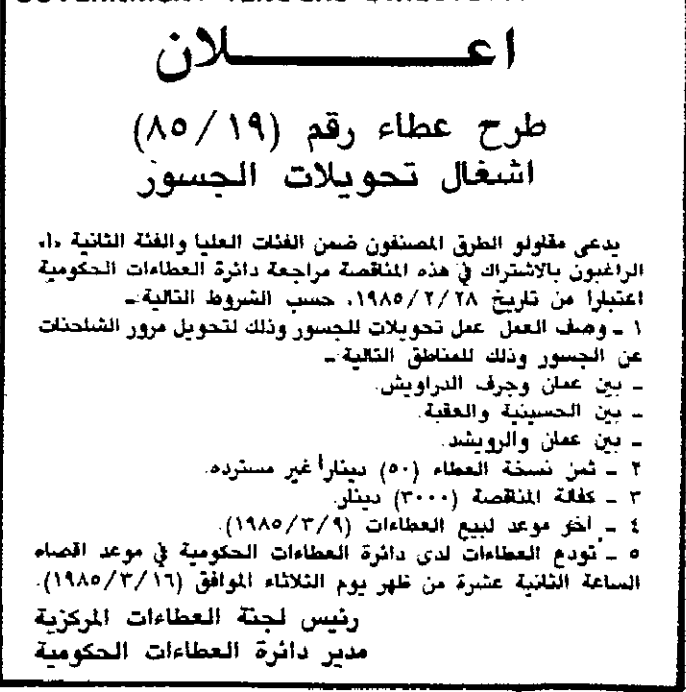 اعلان
طرح عطاء رقم (٨٥/١٩)
اشغال تحويلات الجسور
يدعى مقاولو الطرق المصنفون ضمن الفئات العليا والفئة الثانية «أ»
الراغبون بالاشتراك في هذه المناقصة مراجعة دائرة العطاءات الحكومية
اعتبارا من تاريخ ١٩٨٥/٢/٢٨، حسب الشروط التالية:ـ
١ ـ وصف العمل عمل تحويلات للجسور وذلك لتحويل مرور الشاحنات
عن الجسور وذلك للمناطق التالية ـ
ـ بين عمان وجرف الدراويش.
ـ بين الحسينية والعقبة.
ـ بين عمان والرويشد.
٢ ـ ثمن نسخة العطاء (٥٠) ديناراً غير مسترده.
٣ ـ كفالة المناقصة (٣٠٠٠) دينار.
٤ ـ آخر موعد لبيع العطاءات (١٩٨٥/٣/٩).
٥ ـ تودع العطاءات لدى دائرة العطاءات الحكومية في موعد اقصاه
الساعة الثانية عشرة من ظهر يوم الثلاثاء الموافق (١٩٨٥/٣/١٦).
رئيس لجنة العطاءات المركزية
مدير دائرة العطاءات الحكومية